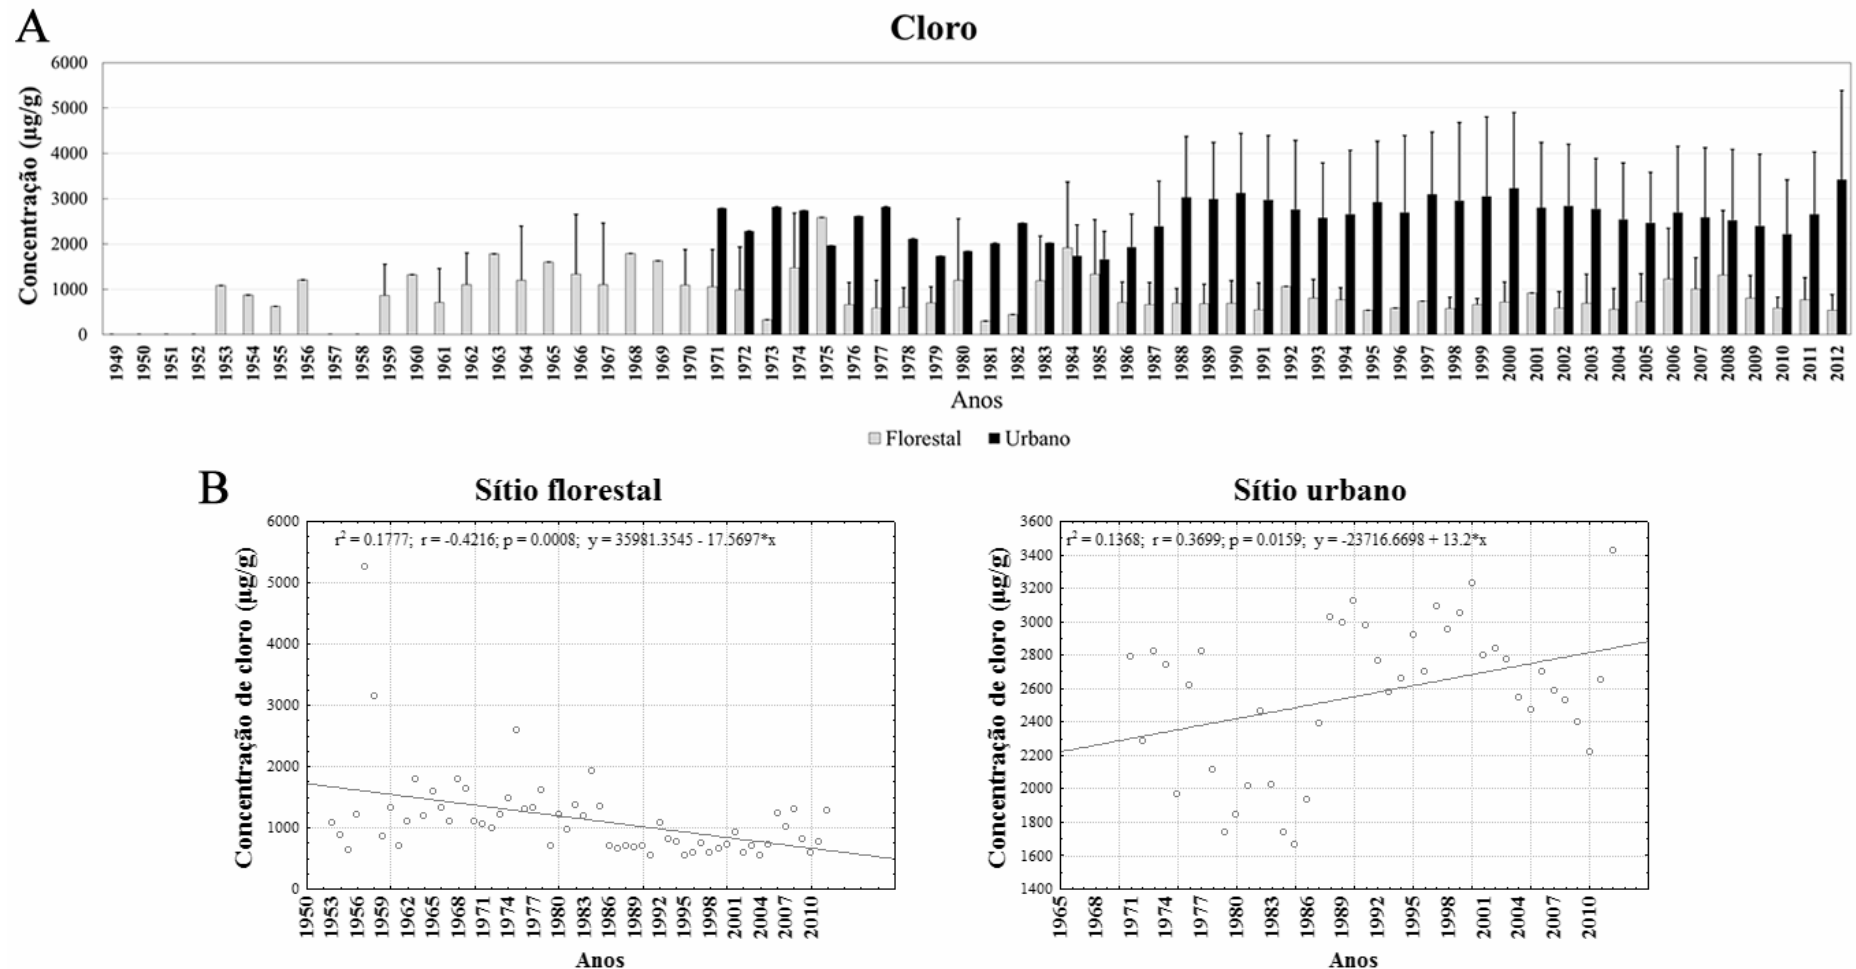 A
Cloro
Concentração (µg/g)
6000
5000
4000
3000
2000
1000
0
1949 1950 1951 1952 1953 1954 1955 1956 1957 1958 1959 1960 1961 1962 1963 1964 1965 1966 1967 1968 1969 1970 1971 1972 1973 1974 1975 1976 1977 1978 1979 1980 1981 1982 1983 1984 1985 1986 1987 1988 1989 1990 1991 1992 1993 1994 1995 1996 1997 1998 1999 2000 2001 2002 2003 2004 2005 2006 2007 2008 2009 2010 2011 2012
Anos
Florestal Urbano
B
Sítio florestal
r² = 0.1777; r = -0.4216; p = 0.0008; y = 35981.3545 - 17.5697*x
Concentração de cloro (µg/g)
6000
5000
4000
3000
2000
1000
0
1950 1953 1956 1959 1962 1965 1968 1971 1974 1977 1980 1983 1986 1989 1992 1995 1998 2001 2004 2007 2010
Anos
Sítio urbano
r² = 0.1368; r = 0.3699; p = 0.0159; y = -23716.6698 + 13.2*x
Concentração de cloro (µg/g)
3600
3400
3200
3000
2800
2600
2400
2200
2000
1800
1600
1400
1965 1968 1971 1974 1977 1980 1983 1986 1989 1992 1995 1998 2001 2004 2007 2010
Anos